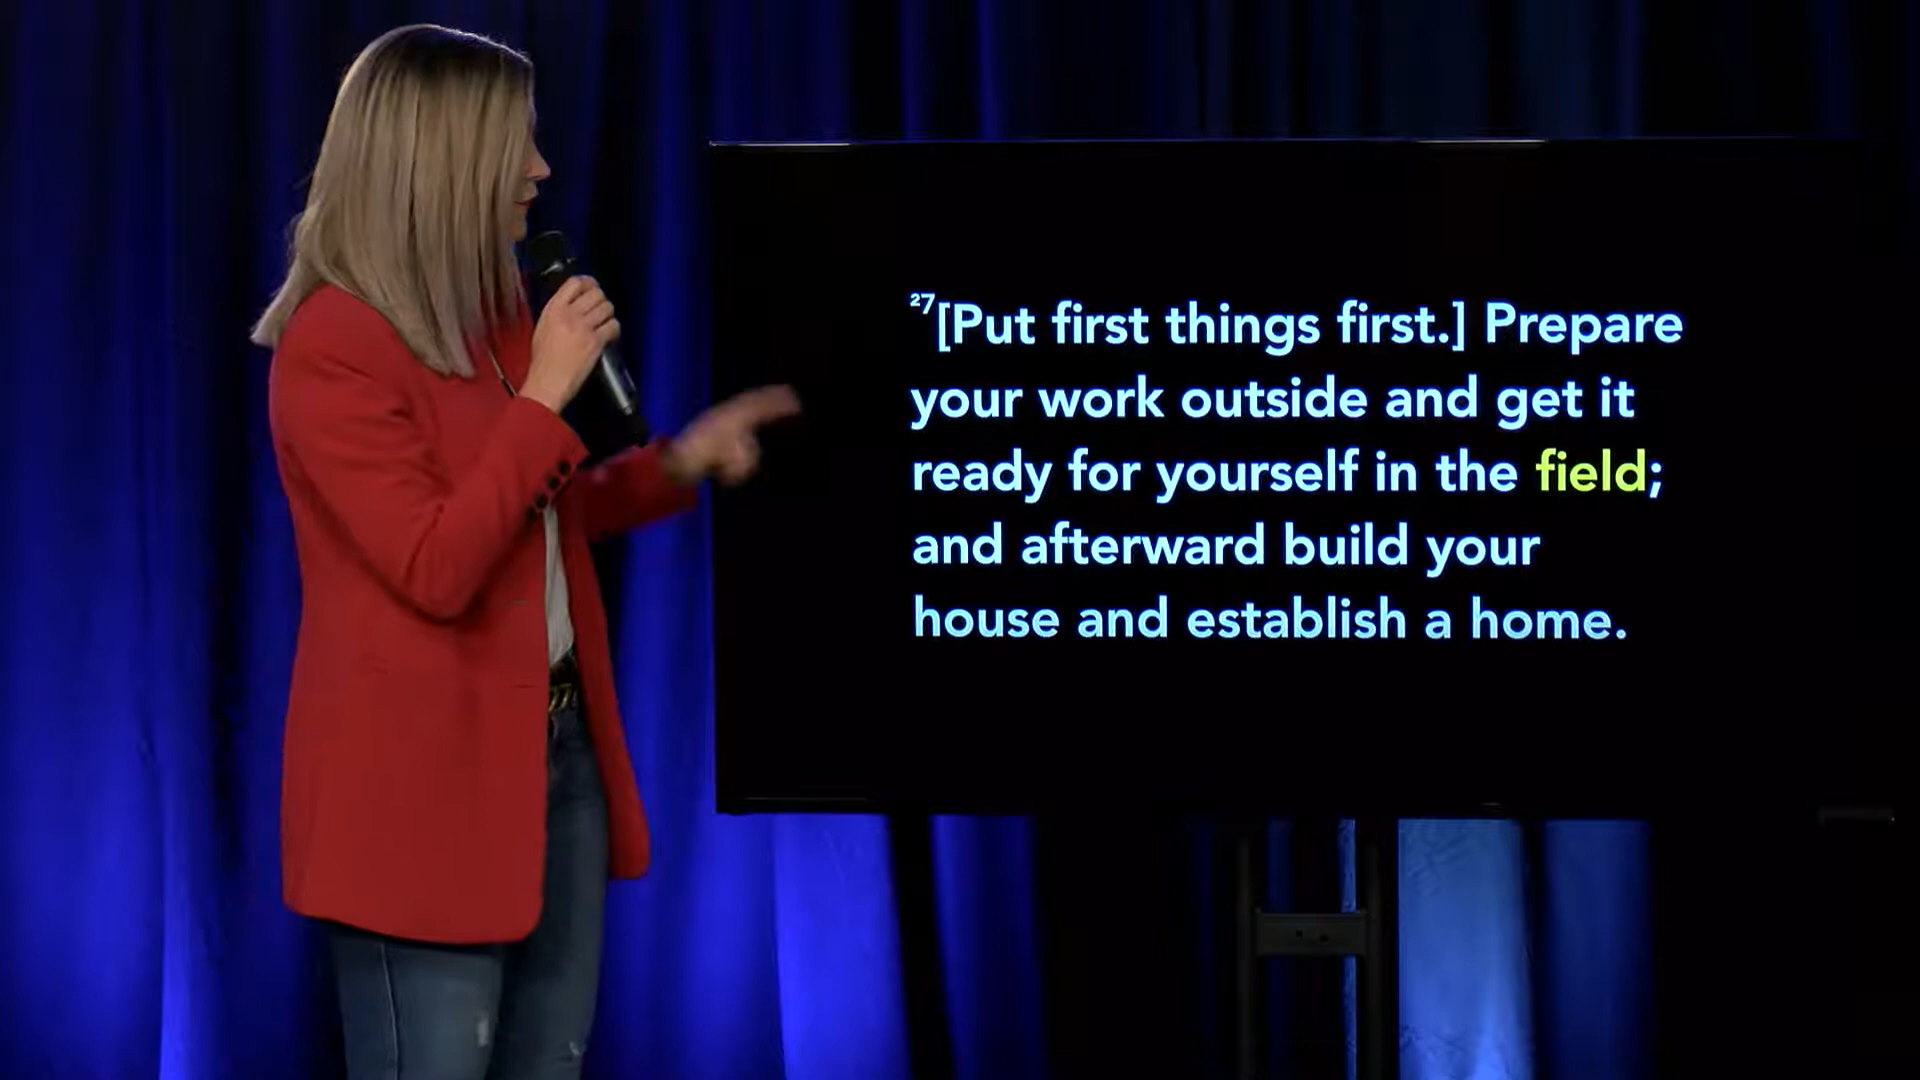 27[Put first things first.] Prepare
your work outside and get it
ready for yourself in the field;
and afterward build your
house and establish a home.